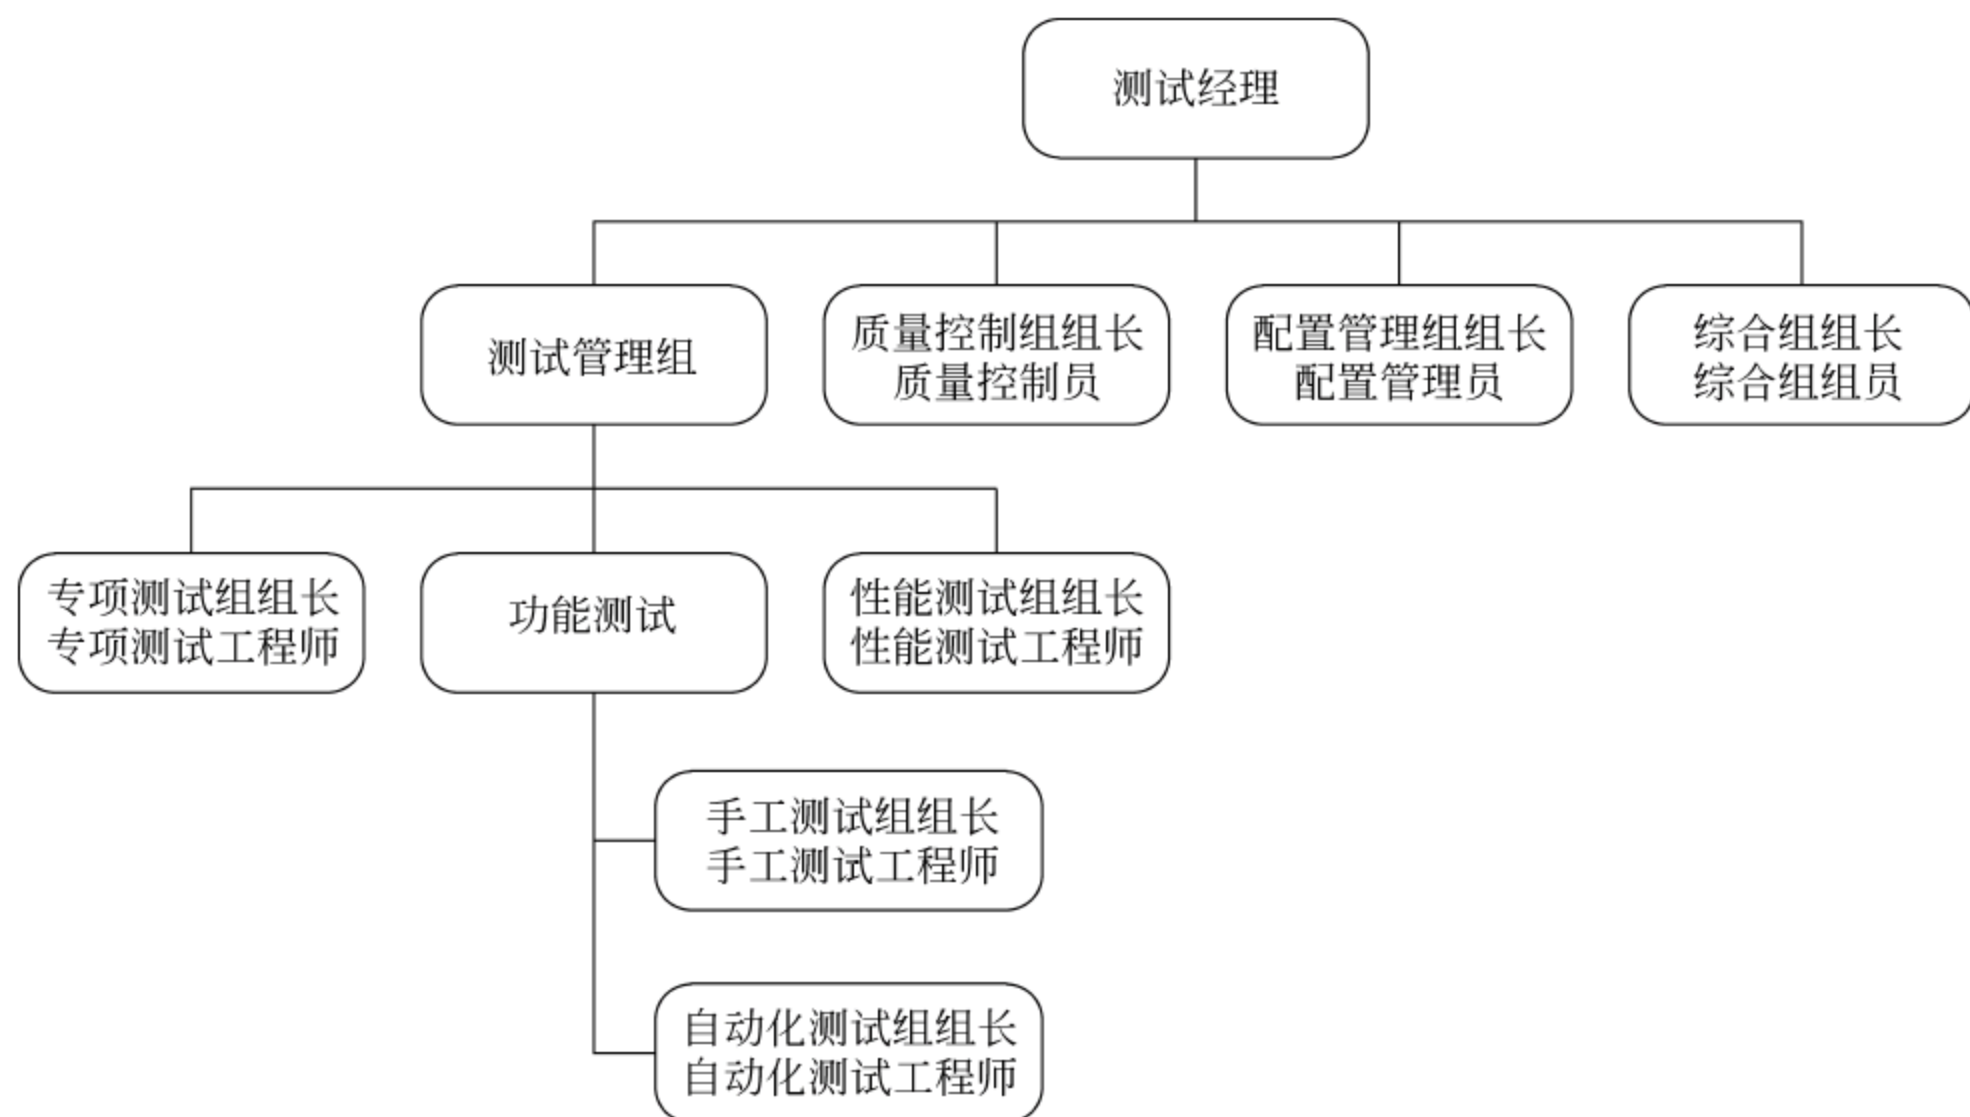 测试经理
测试管理组
质量控制组组长
质量控制员
配置管理组组长
配置管理员
综合组组长
综合组组员
专项测试组组长
专项测试工程师
功能测试
性能测试组组长
性能测试工程师
手工测试组组长
手工测试工程师
自动化测试组组长
自动化测试工程师